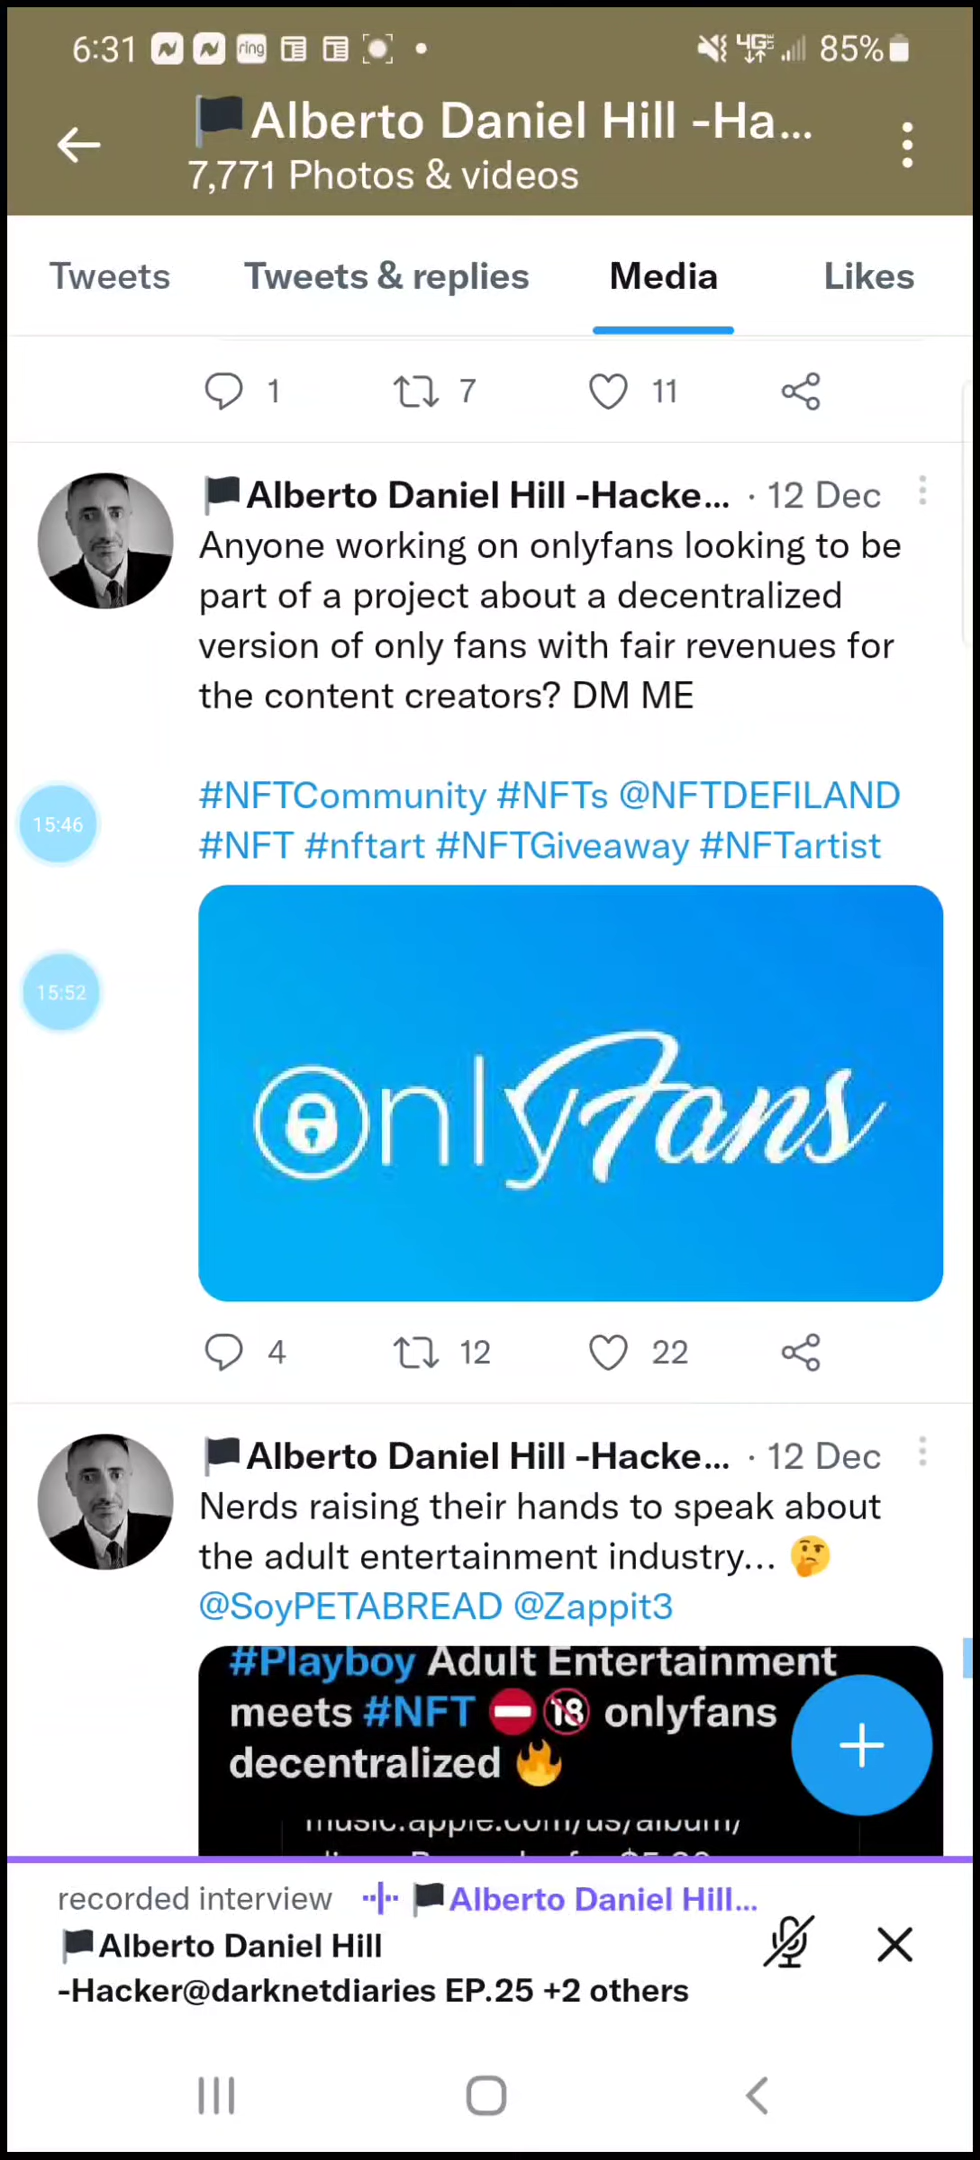 6:31 ring 4G 85%
🏴Alberto Daniel Hill -Ha...
7,771 Photos & videos
Tweets Tweets & replies Media Likes
1 7 11
🏴Alberto Daniel Hill -Hacke... · 12 Dec
Anyone working on onlyfans looking to be
part of a project about a decentralized
version of only fans with fair revenues for
the content creators? DM ME
#NFTCommunity #NFTs @NFTDEFILAND
15:46
#NFT #nftart #NFTGiveaway #NFTartist
15:52
OnlyFans
4 12 22
🏴Alberto Daniel Hill -Hacke... · 12 Dec
Nerds raising their hands to speak about
the adult entertainment industry... 🤔
@SoyPETABREAD @Zappit3
#Playboy Adult Entertainment
meets #NFT ⛔🔞 onlyfans
decentralized 🔥
music.apple.com/us/album/
recorded interview 🏴Alberto Daniel Hill...
🏴Alberto Daniel Hill
-Hacker@darknetdiaries EP.25 +2 others